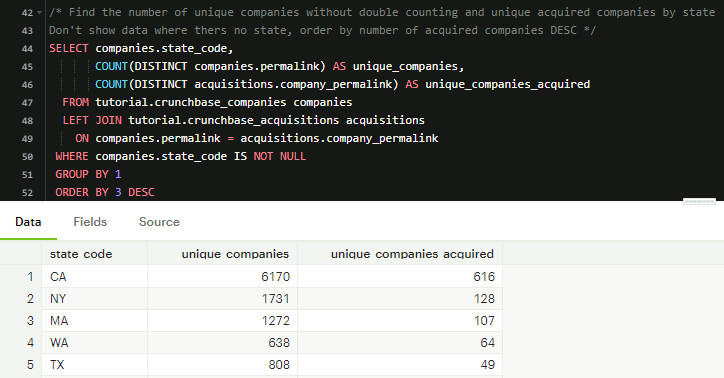 42 /* Find the number of unique companies without double counting and unique acquired companies by state
43 Don't show data where thers no state, order by number of acquired companies DESC */
44 SELECT companies.state_code,
45 COUNT(DISTINCT companies.permalink) AS unique_companies,
46 COUNT(DISTINCT acquisitions.company_permalink) AS unique_companies_acquired
47 FROM tutorial.crunchbase_companies companies
48 LEFT JOIN tutorial.crunchbase_acquisitions acquisitions
49 ON companies.permalink = acquisitions.company_permalink
50 WHERE companies.state_code IS NOT NULL
51 GROUP BY 1
52 ORDER BY 3 DESC
Data Fields Source
state code unique companies unique companies acquired
1 CA 6170 616
2 NY 1731 128
3 MA 1272 107
4 WA 638 64
5 TX 808 49